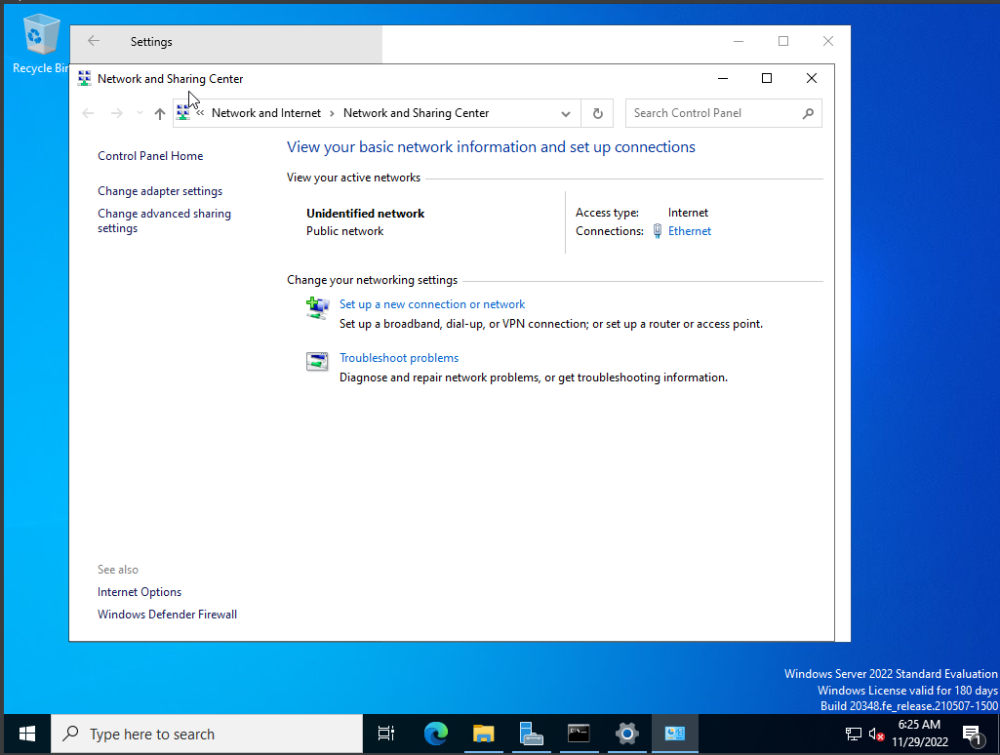 Recycle Bin
Settings
Network and Sharing Center
« Network and Internet › Network and Sharing Center
Search Control Panel
Control Panel Home
Change adapter settings
Change advanced sharing
settings
View your basic network information and set up connections
View your active networks
Unidentified network
Public network
Access type: Internet
Connections: Ethernet
Change your networking settings
Set up a new connection or network
Set up a broadband, dial-up, or VPN connection; or set up a router or access point.
Troubleshoot problems
Diagnose and repair network problems, or get troubleshooting information.
See also
Internet Options
Windows Defender Firewall
Windows Server 2022 Standard Evaluation
Windows License valid for 180 days
Build 20348.fe_release.210507-1500
Type here to search
6:25 AM
11/29/2022
1